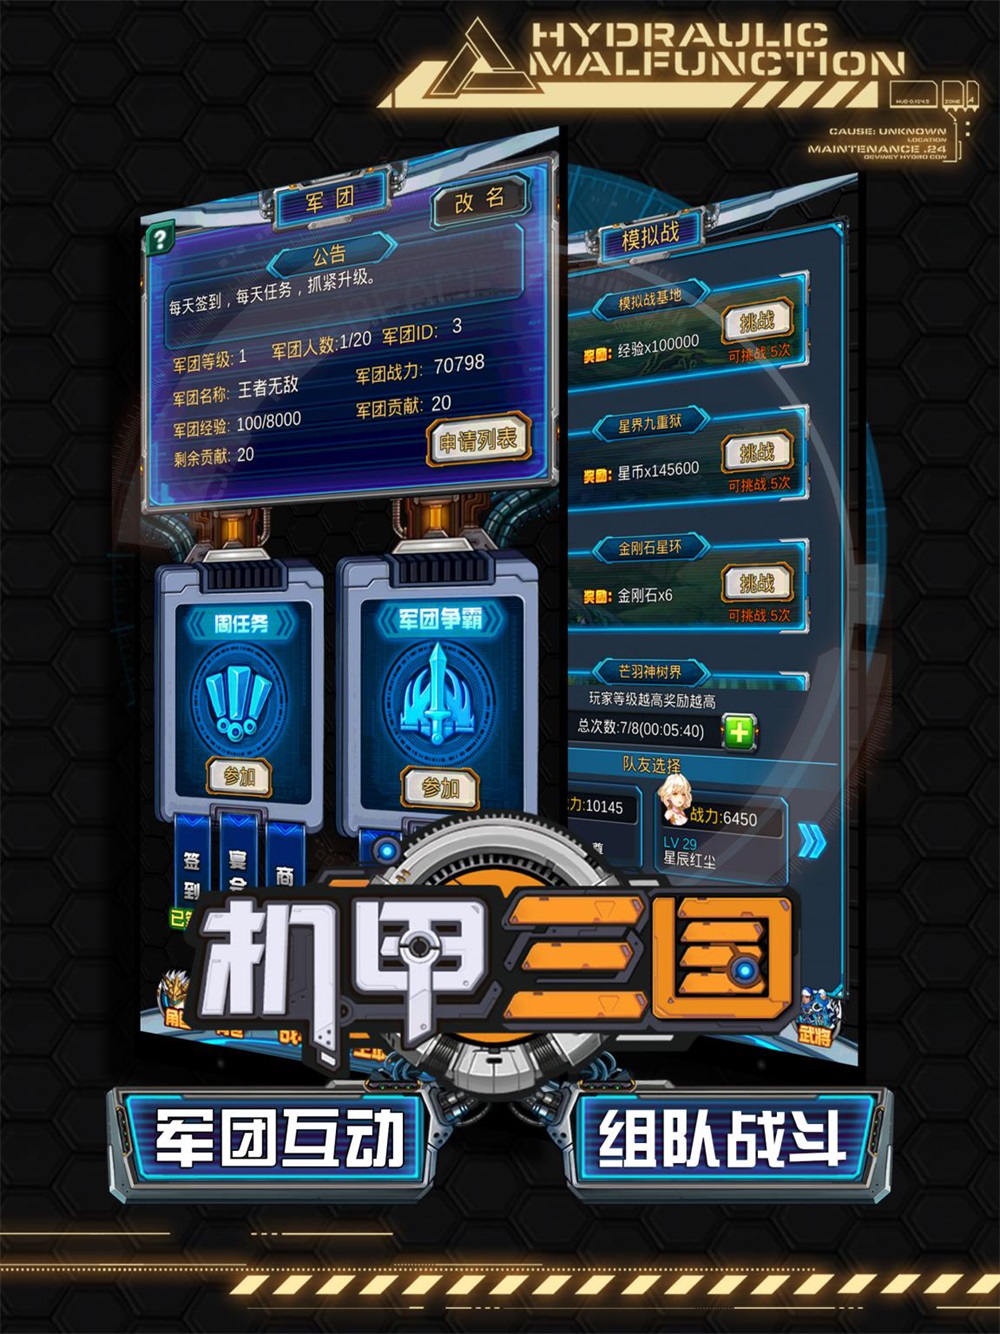 HYDRAULIC
MALFUNCTION
CAUSE: UNKNOWN
LOCATION
MAINTENANCE .24
军团
改名
?
公告
每天签到，每天任务，抓紧升级。
军团等级: 1 军团人数:1/20 军团ID: 3
军团名称: 王者无敌 军团战力: 70798
军团经验: 100/8000 军团贡献: 20
剩余贡献: 20
申请列表
周任务
参加
军团争霸
参加
签到
宴会
商
模拟战
模拟战基地
奖励: 经验x100000
挑战
可挑战:5次
星界九重狱
奖励: 星币x145600
挑战
可挑战:5次
金刚石星环
奖励: 金刚石x6
挑战
可挑战:5次
芒羽神树界
玩家等级越高奖励越高
总次数:7/8(00:05:40)
队友选择
力:10145
战力:6450
LV 29
星辰红尘
武将
机甲三国
军团互动
组队战斗